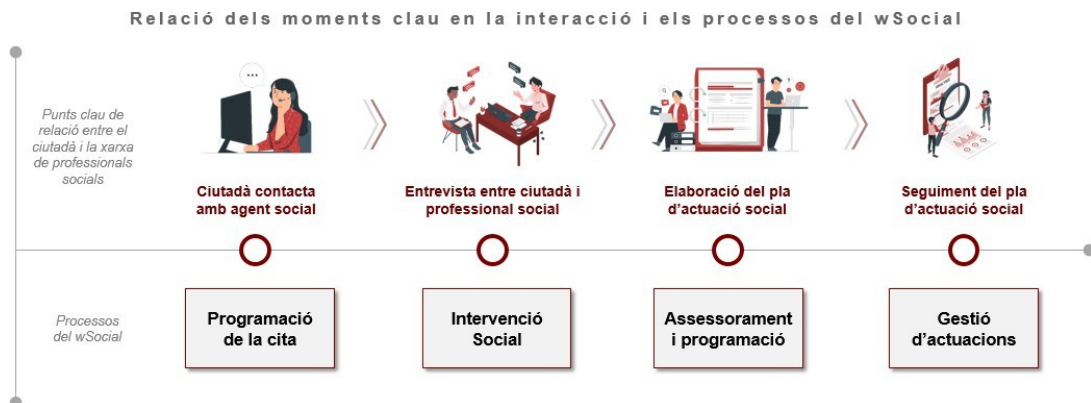 Relació dels moments clau en la interacció i els processos del wSocial
Punts clau de
relació entre el
ciutadà i la xarxa
de professionals
socials
Ciutadà contacta
amb agent social
Entrevista entre ciutadà i
professional social
Elaboració del pla
d'actuació social
Seguiment del pla
d'actuació social
Processos
del wSocial
Programació
de la cita
Intervenció
Social
Assessorament
i programació
Gestió
d'actuacions